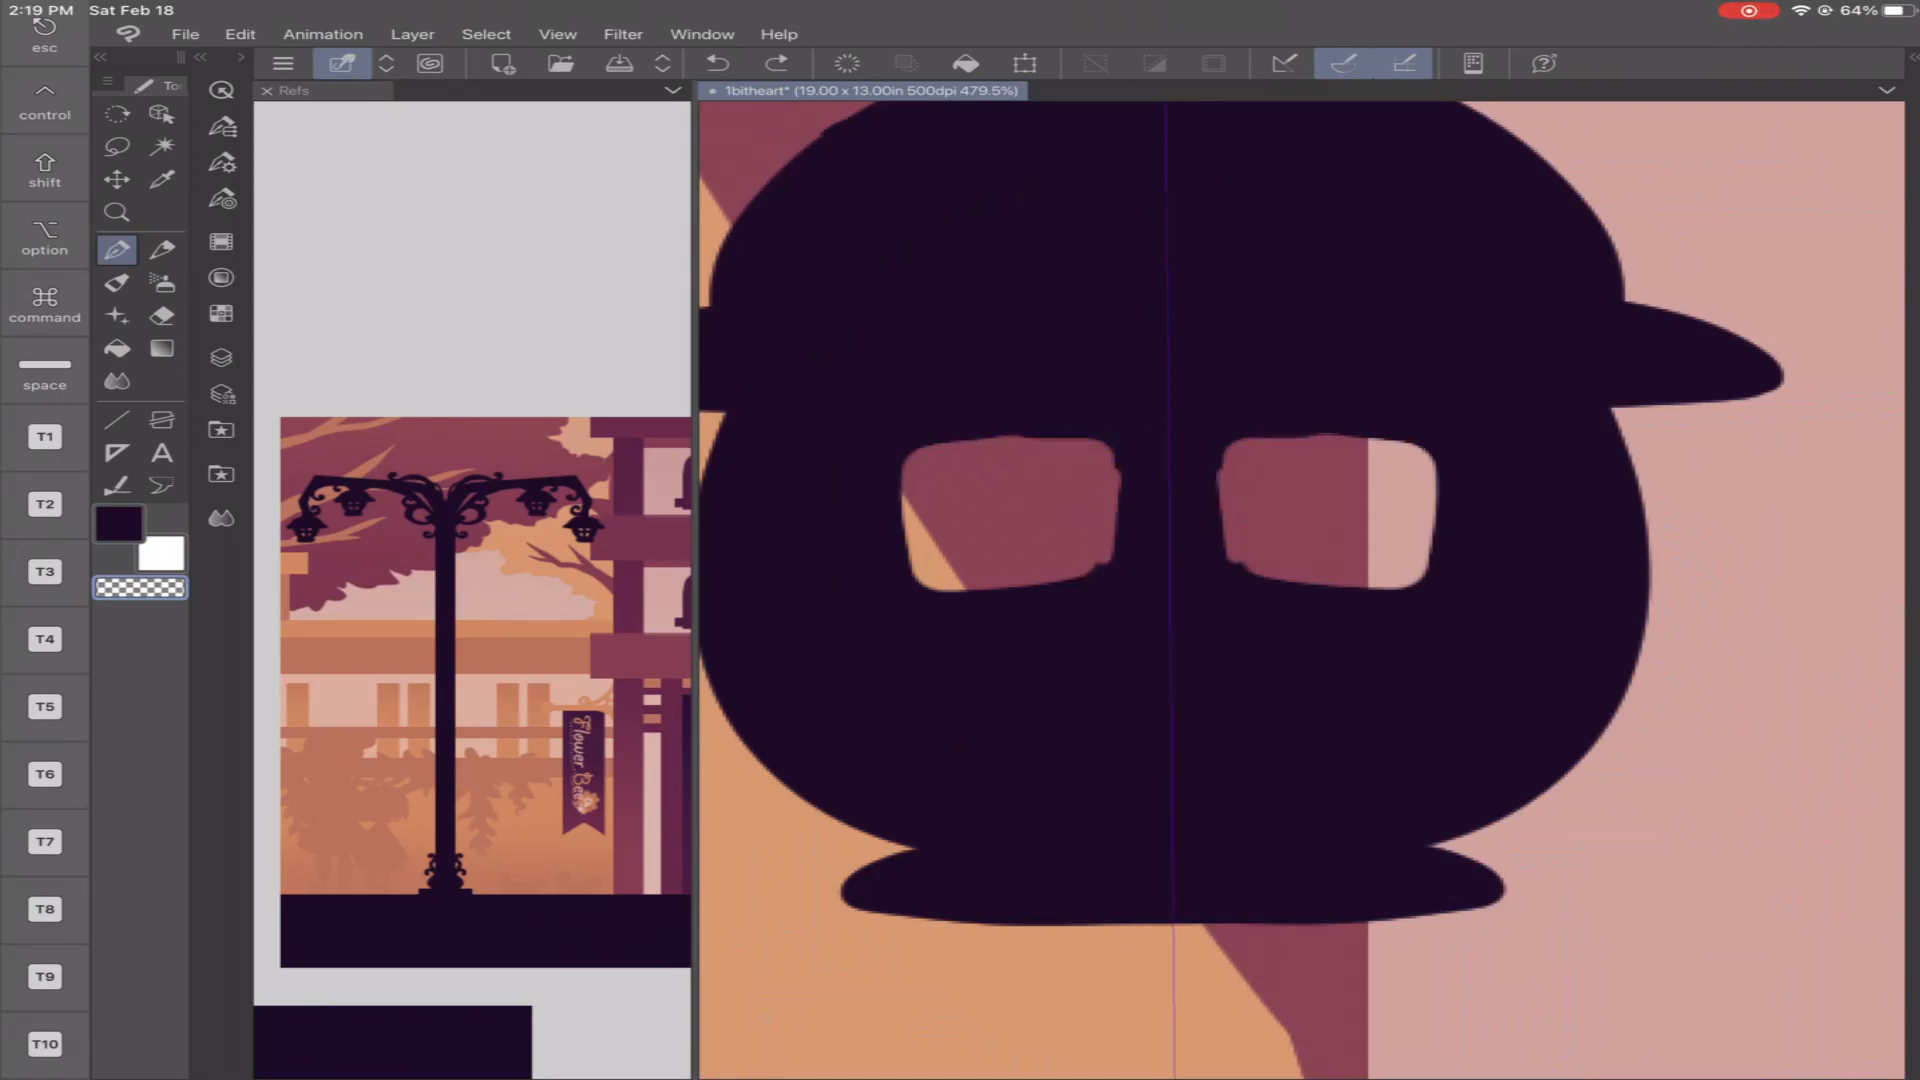 2:19 PM Sat Feb 18
64%
esc
File Edit Animation Layer Select View Filter Window Help
To
Refs
1bitheart* (19.00 x 13.00in 500dpi 479.5%)
control
shift
option
command
space
A
T1
T2
T3
T4
T5
T6
T7
T8
T9
T10
Flower Bee